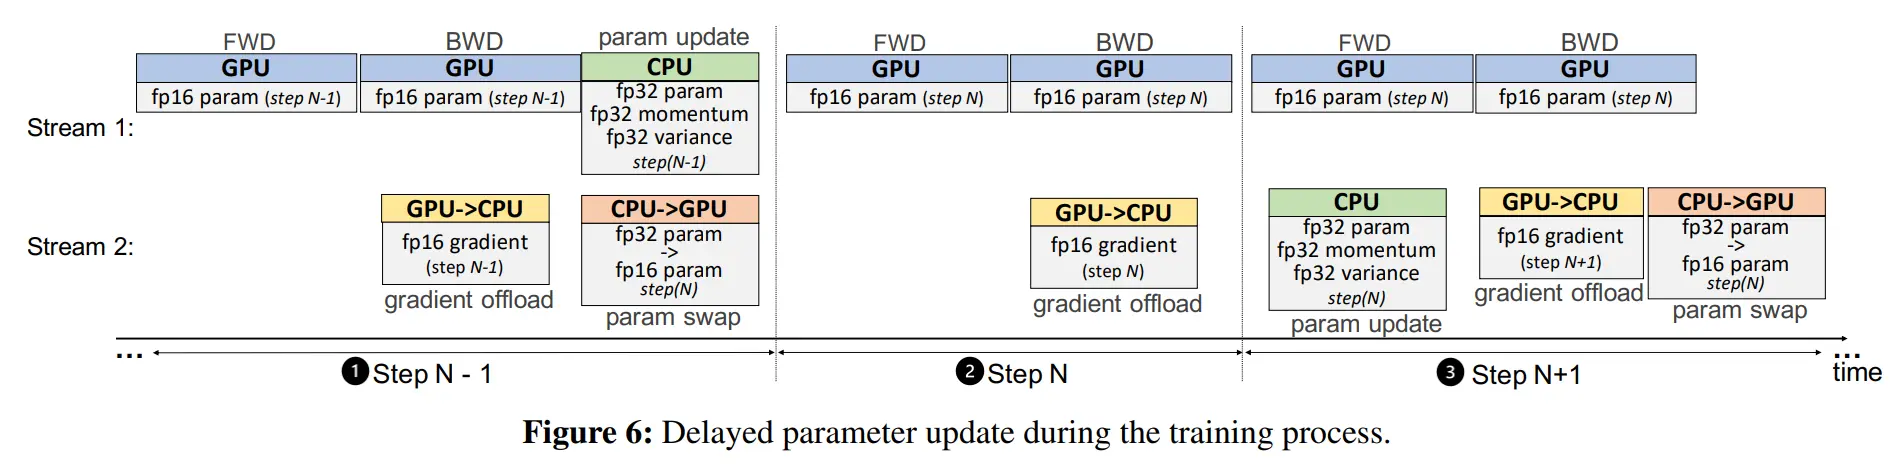 FWD
BWD
param update
FWD
BWD
FWD
BWD
GPU
GPU
CPU
GPU
GPU
GPU
GPU
fp16 param (step N-1)
fp16 param (step N-1)
fp32 param
fp32 momentum
fp32 variance
step(N-1)
fp16 param (step N)
fp16 param (step N)
fp16 param (step N)
fp16 param (step N)
Stream 1:
Stream 2:
GPU->CPU
fp16 gradient
(step N-1)
gradient offload
CPU->GPU
fp32 param
->
fp16 param
step(N)
param swap
GPU->CPU
fp16 gradient
(step N)
gradient offload
CPU
fp32 param
fp32 momentum
fp32 variance
step(N)
param update
GPU->CPU
fp16 gradient
(step N+1)
gradient offload
CPU->GPU
fp32 param
->
fp16 param
step(N)
param swap
...
...
❶ Step N - 1
❷ Step N
❸ Step N+1
time
Figure 6: Delayed parameter update during the training process.